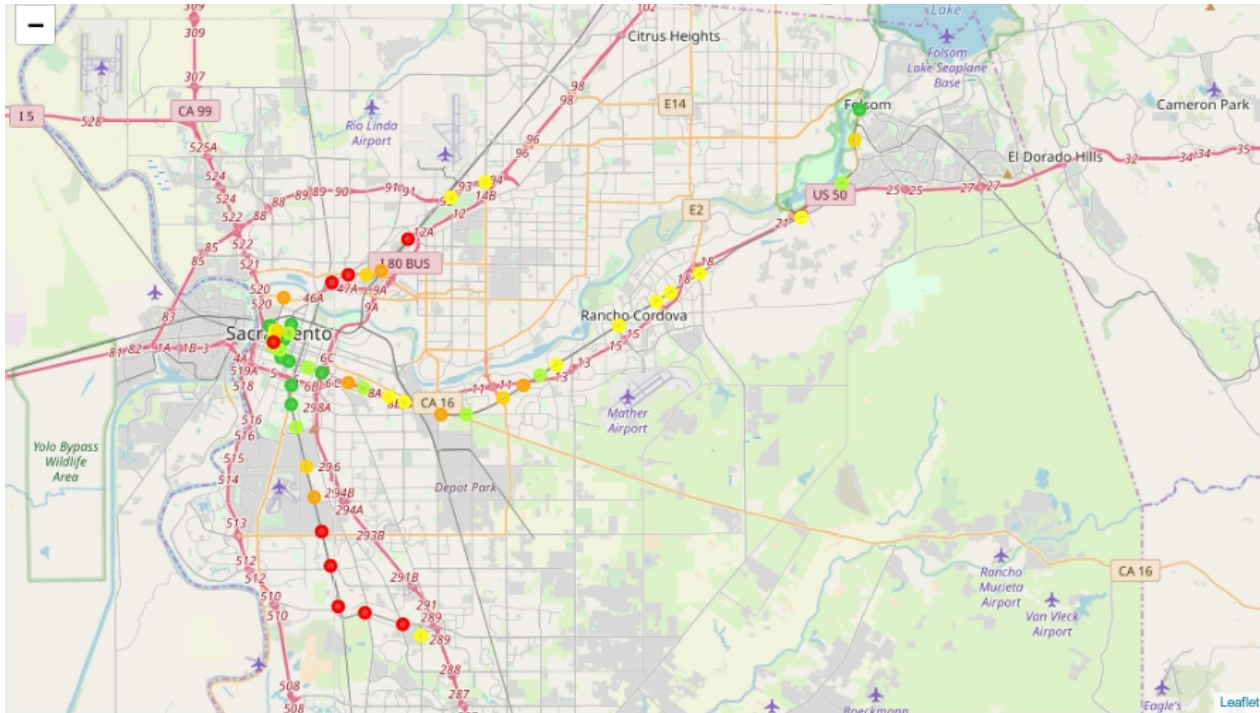 −
309
309
307
I 5
528
CA 99
525A
524
524
522
522
521
520
520
Rio Linda
Airport
Citrus Heights
102
98
98
96
96
E14
Lake
Folsom
Lake Seaplane
Base
Folsom
Cameron Park
El Dorado Hills
32
34
34
35
US 50
25
25
27
27
21
E2
88
88
89
89
90
91
91
93
94
14B
12
12A
I 80 BUS
85
85
83
81
82
1A
1B
3
46A
47A
9A
9A
Sacramento
4A
519A
518
5
6B
6C
298A
8A
CA 16
11
11
13
13
15
15
18
18
Rancho Cordova
Mather
Airport
516
516
515
514
513
512
512
510
510
508
508
Yolo Bypass
Wildlife
Area
296
294B
294A
293B
291B
291
289
289
288
287
Depot Park
CA 16
Rancho
Murieta
Airport
Van Vleck
Airport
Boeckmann
Eagle's
Leaflet